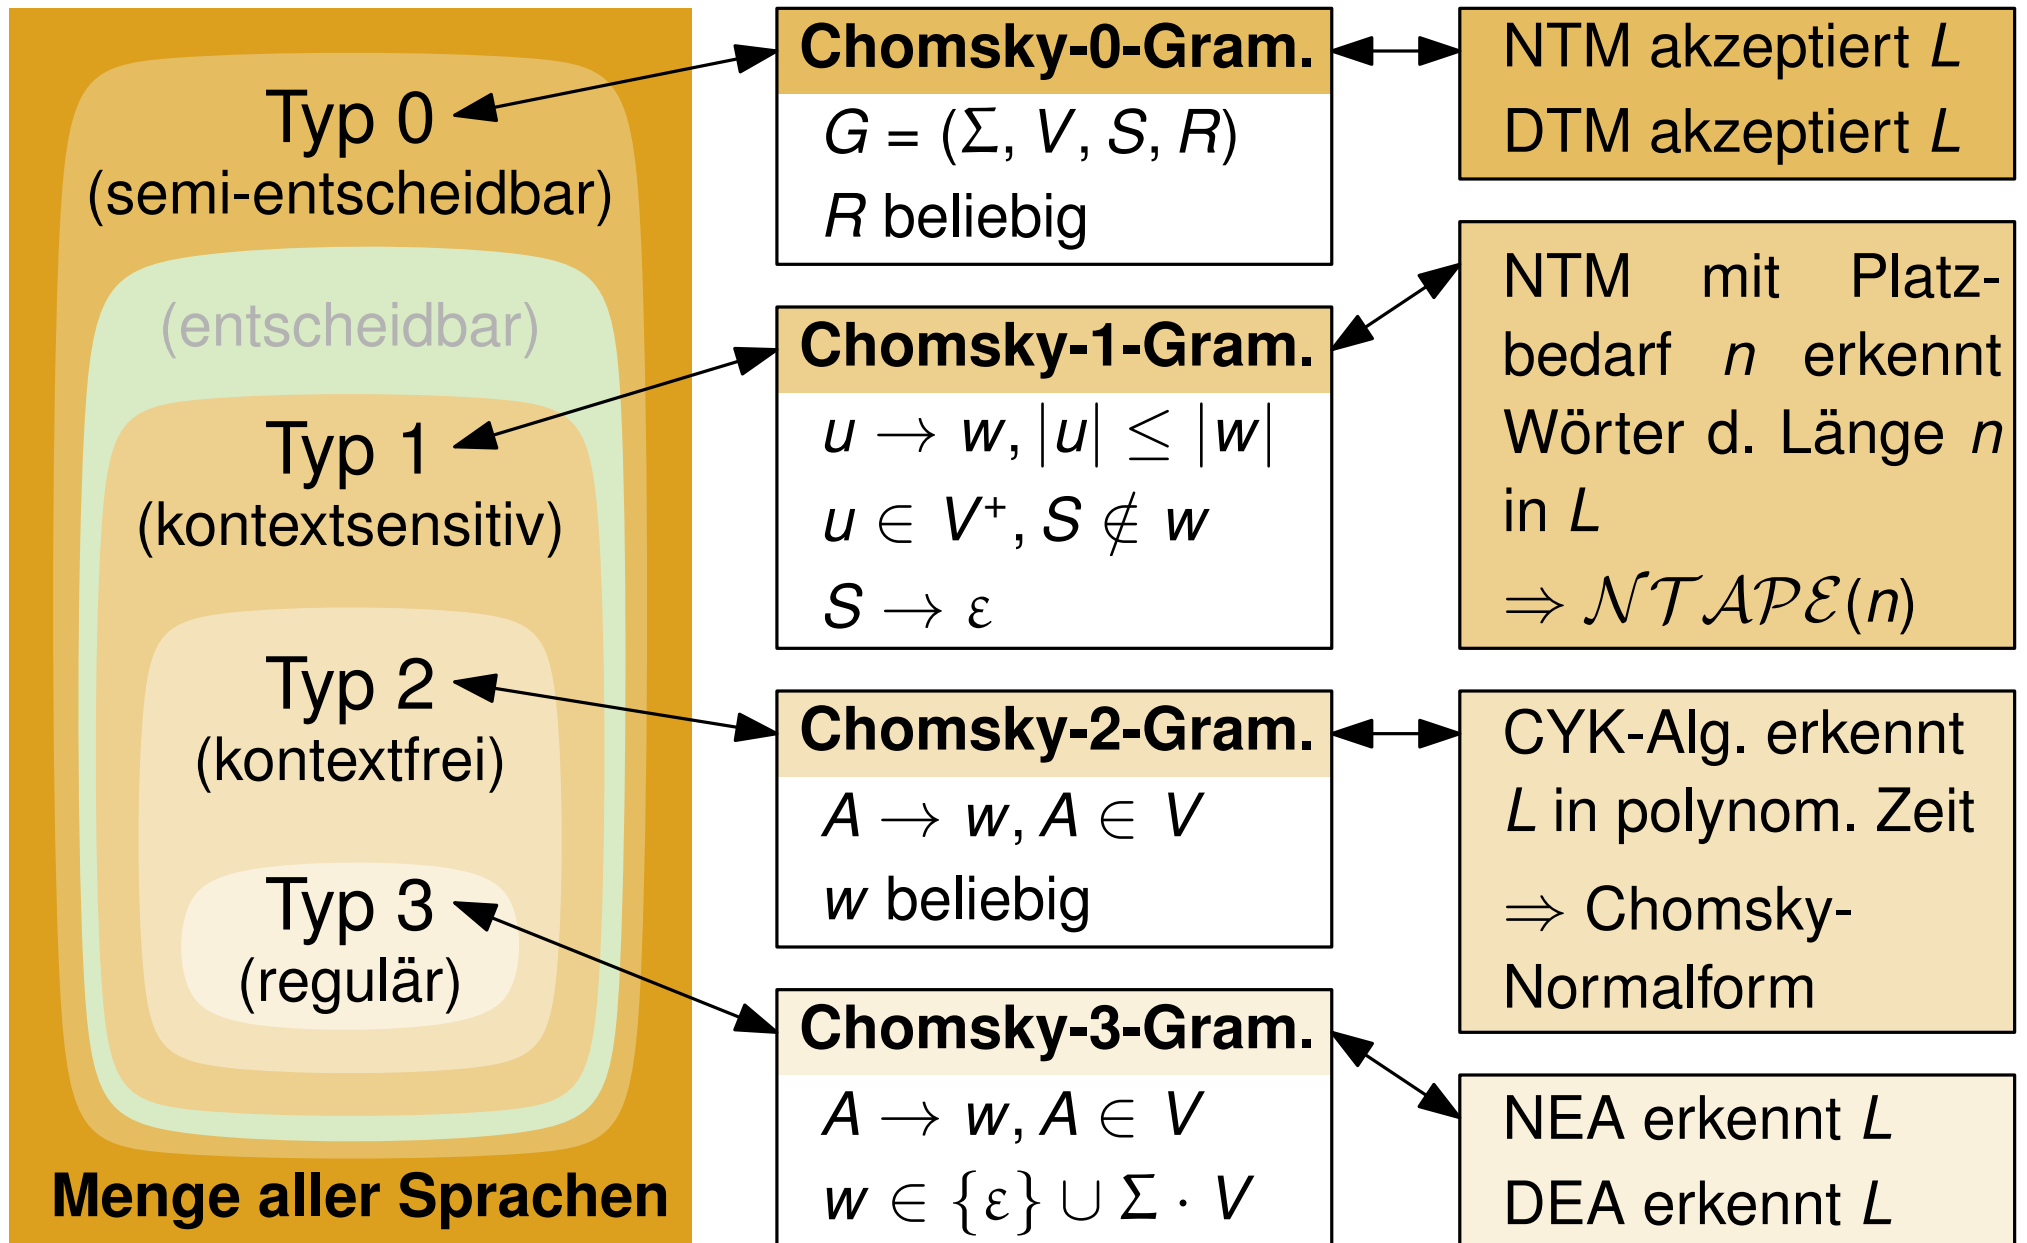 Typ 0
(semi-entscheidbar)
(entscheidbar)
Typ 1
(kontextsensitiv)
Typ 2
(kontextfrei)
Typ 3
(regulär)
Menge aller Sprachen
Chomsky-0-Gram.
G = (Σ, V, S, R)
R beliebig
Chomsky-1-Gram.
u → w, |u| ≤ |w|
u ∈ V⁺, S ∉ w
S → ε
Chomsky-2-Gram.
A → w, A ∈ V
w beliebig
Chomsky-3-Gram.
A → w, A ∈ V
w ∈ {ε} ∪ Σ · V
NTM akzeptiert L
DTM akzeptiert L
NTM mit Platz-
bedarf n erkennt
Wörter d. Länge n
in L
⇒ 𝒩𝒯𝒜𝒫ℰ(n)
CYK-Alg. erkennt
L in polynom. Zeit
⇒ Chomsky-
Normalform
NEA erkennt L
DEA erkennt L